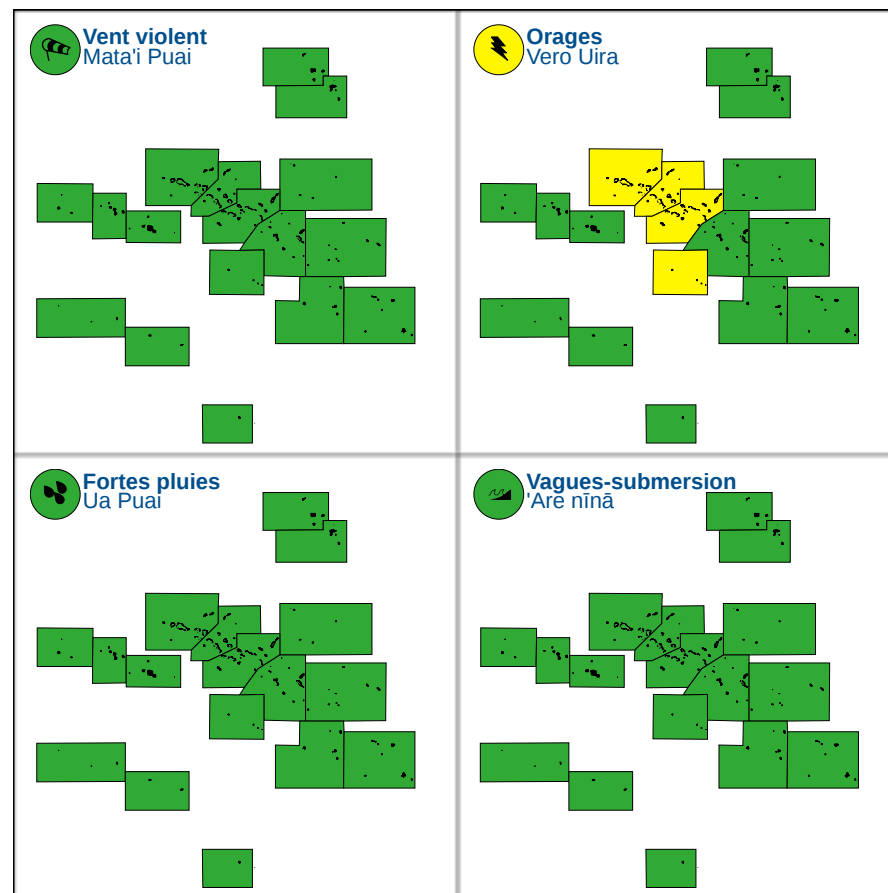 Vent violent
Mata'i Puai
Orages
Vero Uira
Fortes pluies
Ua Puai
Vagues-submersion
'Are nīnā